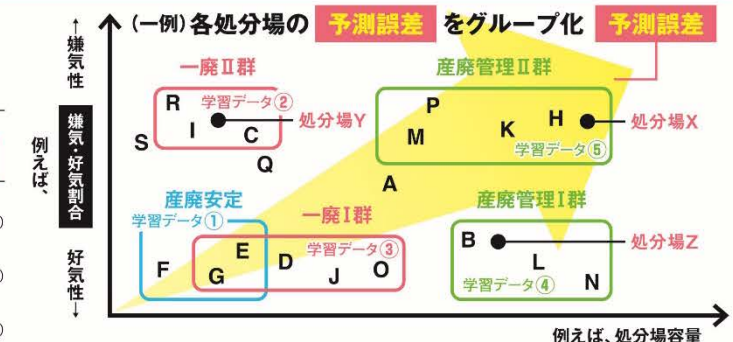 (一例)各処分場の 予測誤差 をグループ化 予測誤差
↑嫌気性
嫌気・好気割合
好気性↓
例えば、
一廃Ⅱ群
R 学習データ②
I C
処分場Y
S
Q
産廃管理Ⅱ群
P
M K H
処分場X
学習データ⑤
A
産廃安定
学習データ①
一廃Ⅰ群
学習データ③
F G E D J O
産廃管理Ⅰ群
B
処分場Z
L
学習データ④ N
例えば、処分場容量